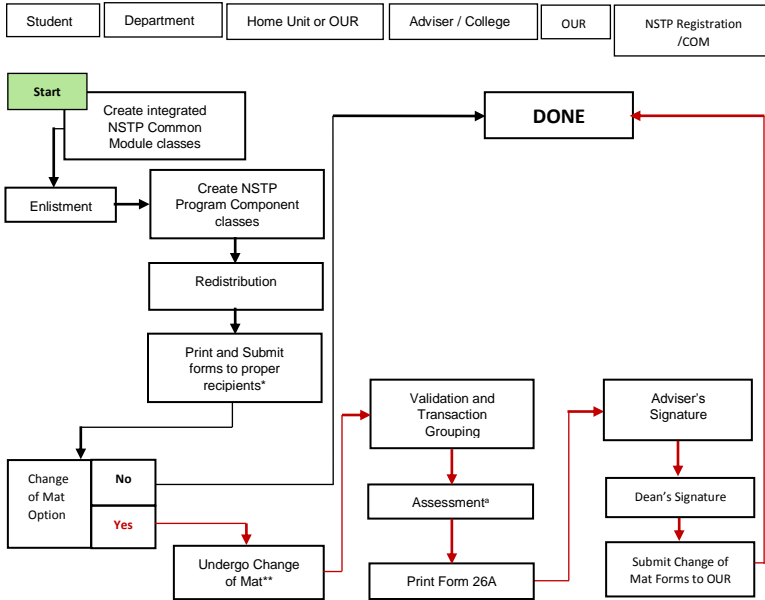 Student
Department
Home Unit or OUR
Adviser / College
OUR
NSTP Registration
/COM
Start
Create integrated
NSTP Common
Module classes
DONE
Enlistment
Create NSTP
Program Component
classes
Redistribution
Print and Submit
forms to proper
recipients*
Change
of Mat
Option
No
Yes
Undergo Change
of Mat**
Validation and
Transaction
Grouping
Assessmentª
Print Form 26A
Adviser's
Signature
Dean's Signature
Submit Change of
Mat Forms to OUR